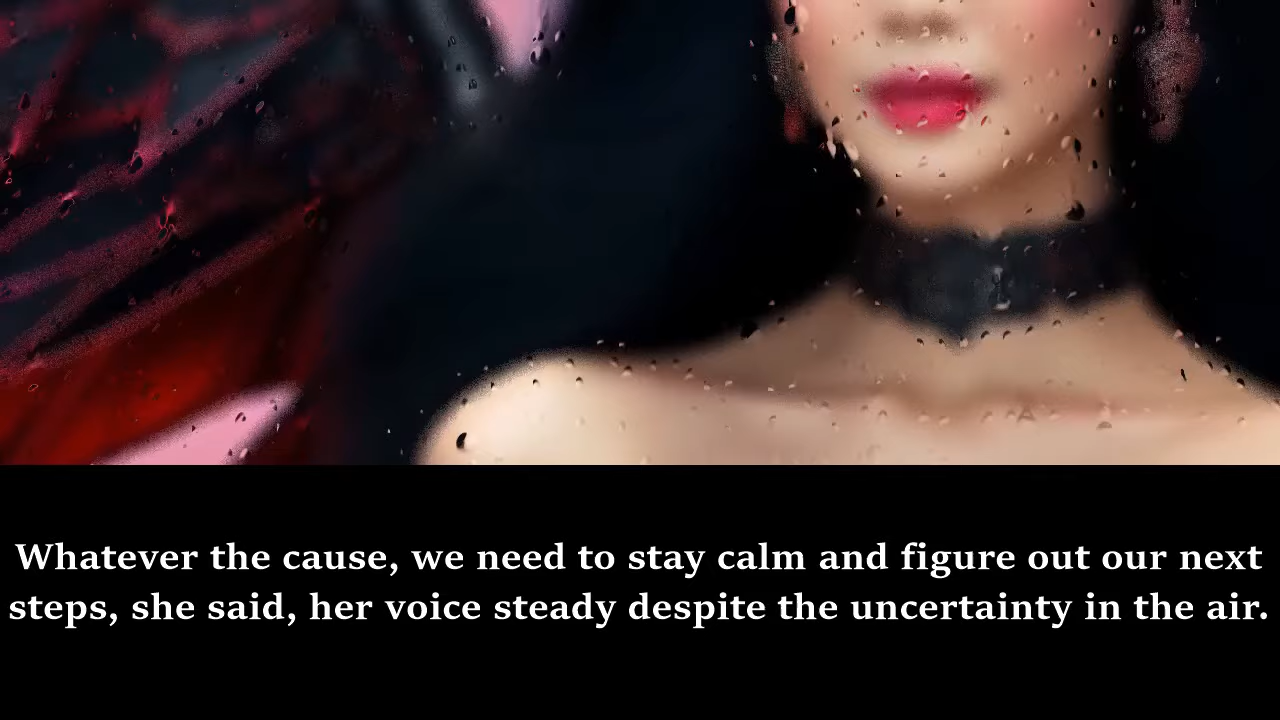 Whatever the cause, we need to stay calm and figure out our next
steps, she said, her voice steady despite the uncertainty in the air.